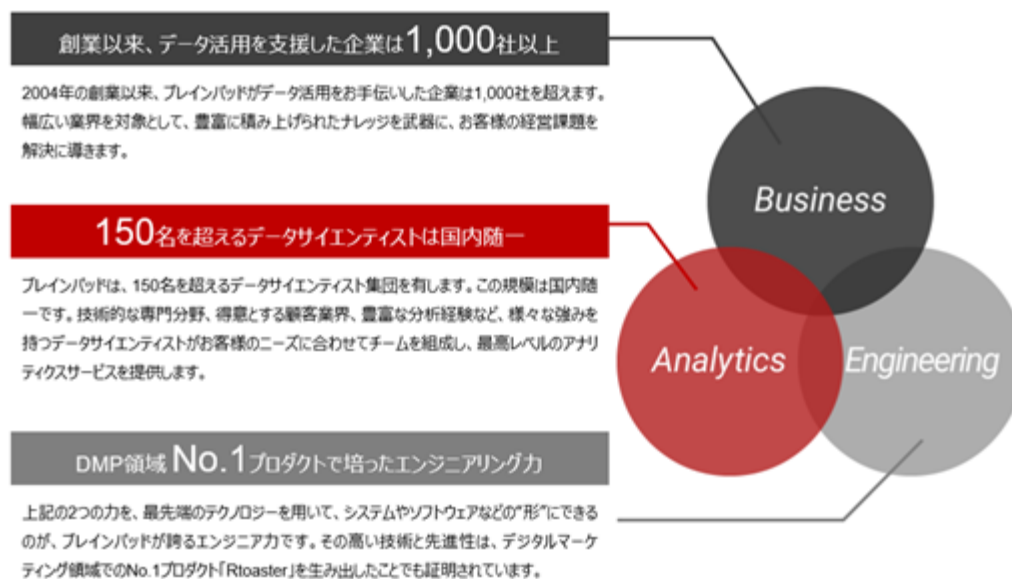 創業以来、データ活用を支援した企業は1,000社以上
2004年の創業以来、ブレインパッドがデータ活用をお手伝いした企業は1,000社を超えます。
幅広い業界を対象として、豊富に積み上げられたナレッジを武器に、お客様の経営課題を
解決に導きます。
Business
150名を超えるデータサイエンティストは国内随一
ブレインパッドは、150名を超えるデータサイエンティスト集団を有します。この規模は国内随
一です。技術的な専門分野、得意とする顧客業界、豊富な分析経験など、様々な強みを
持つデータサイエンティストがお客様のニーズに合わせてチームを組成し、最高レベルのアナリ
ティクスサービスを提供します。
Analytics
Engineering
DMP領域 No.1プロダクトで培ったエンジニアリング力
上記の2つの力を、最先端のテクノロジーを用いて、システムやソフトウェアなどの"形"にできる
のが、ブレインパッドが誇るエンジニア力です。その高い技術と先進性は、デジタルマーケ
ティング領域でのNo.1プロダクト「Rtoaster」を生み出したことでも証明されています。